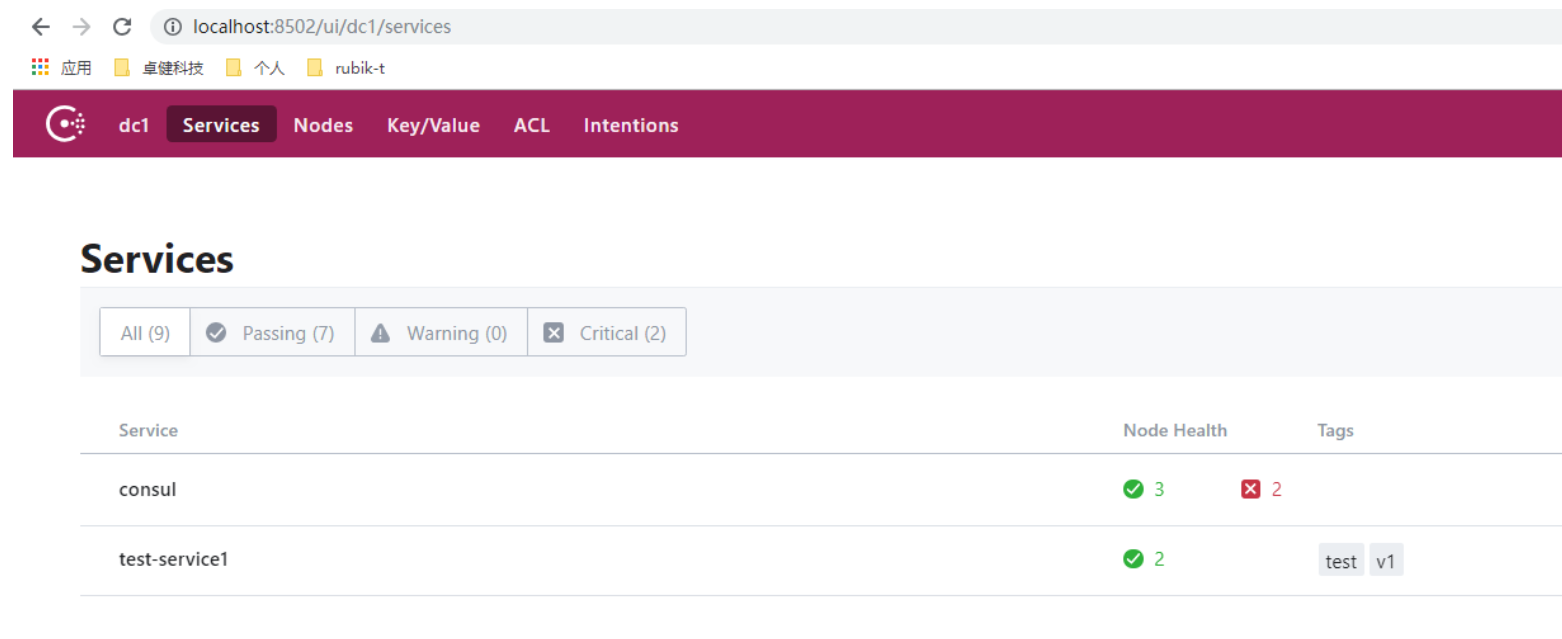 localhost:8502/ui/dc1/services
应用 卓健科技 个人 rubik-t
dc1 Services Nodes Key/Value ACL Intentions
Services
All (9) Passing (7) Warning (0) Critical (2)
Service Node Health Tags
consul 3 2
test-service1 2 test v1